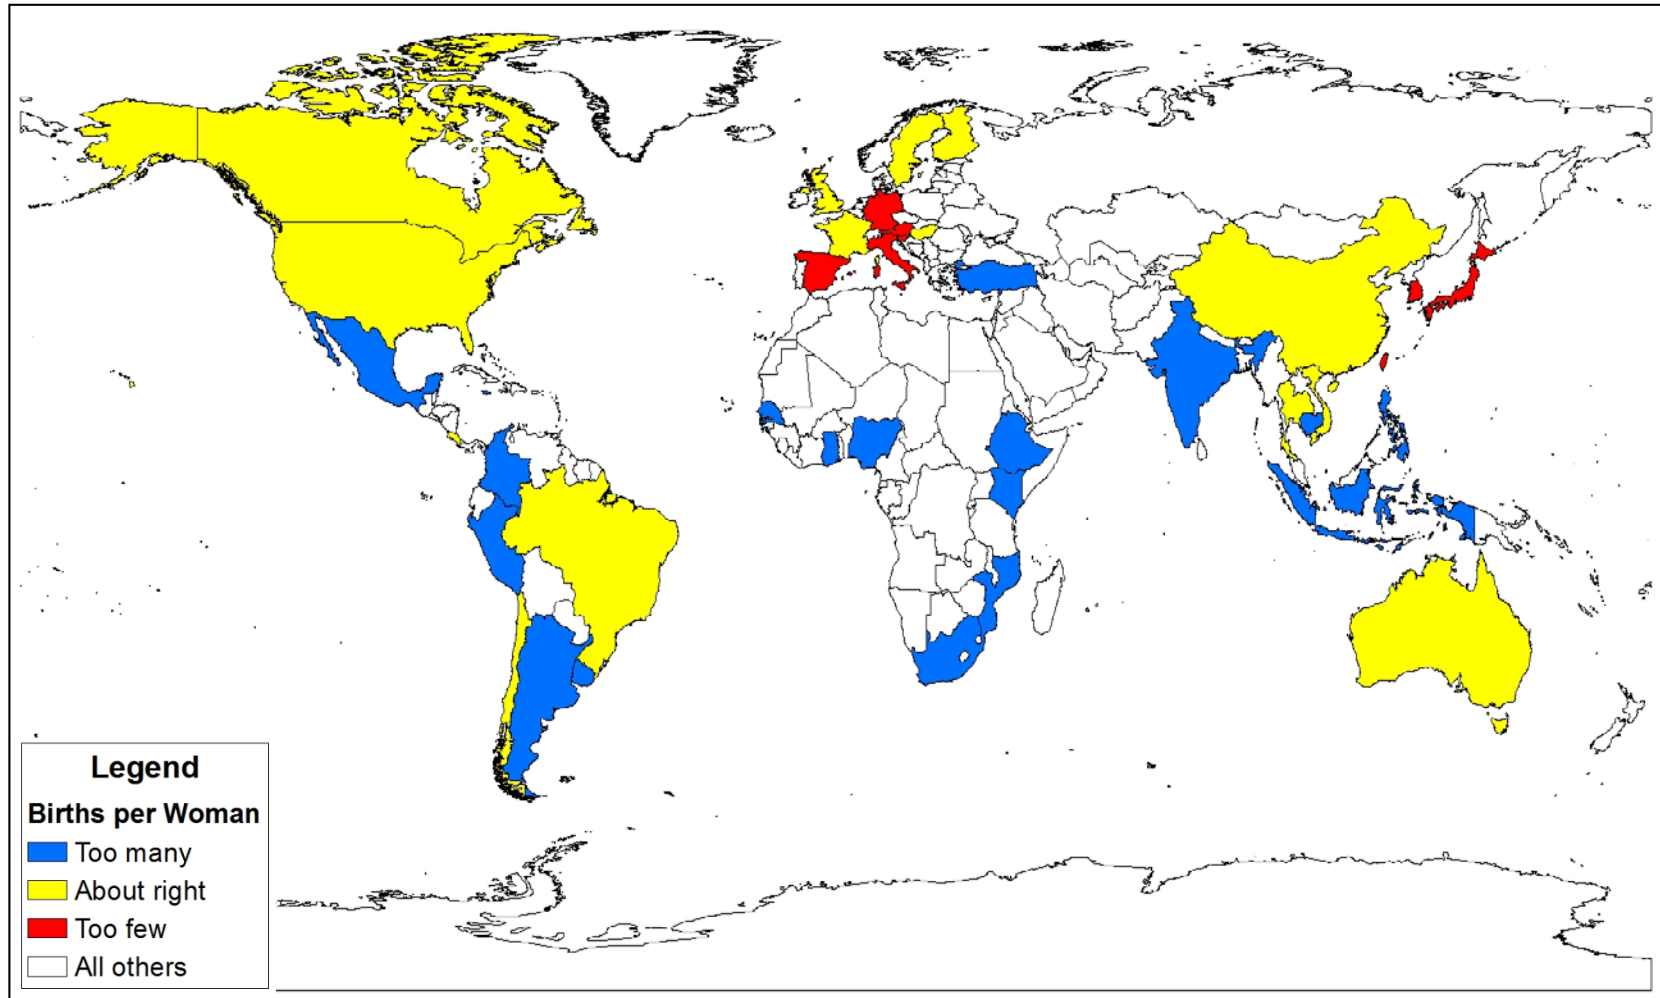 Legend
Births per Woman
Too many
About right
Too few
All others